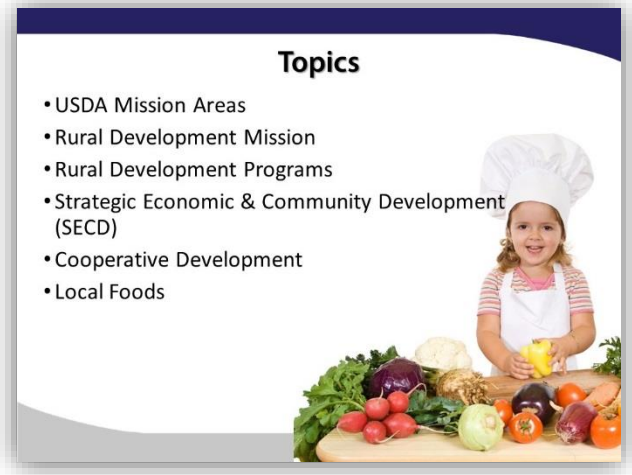 Topics
• USDA Mission Areas
• Rural Development Mission
• Rural Development Programs
• Strategic Economic & Community Development
(SECD)
• Cooperative Development
• Local Foods